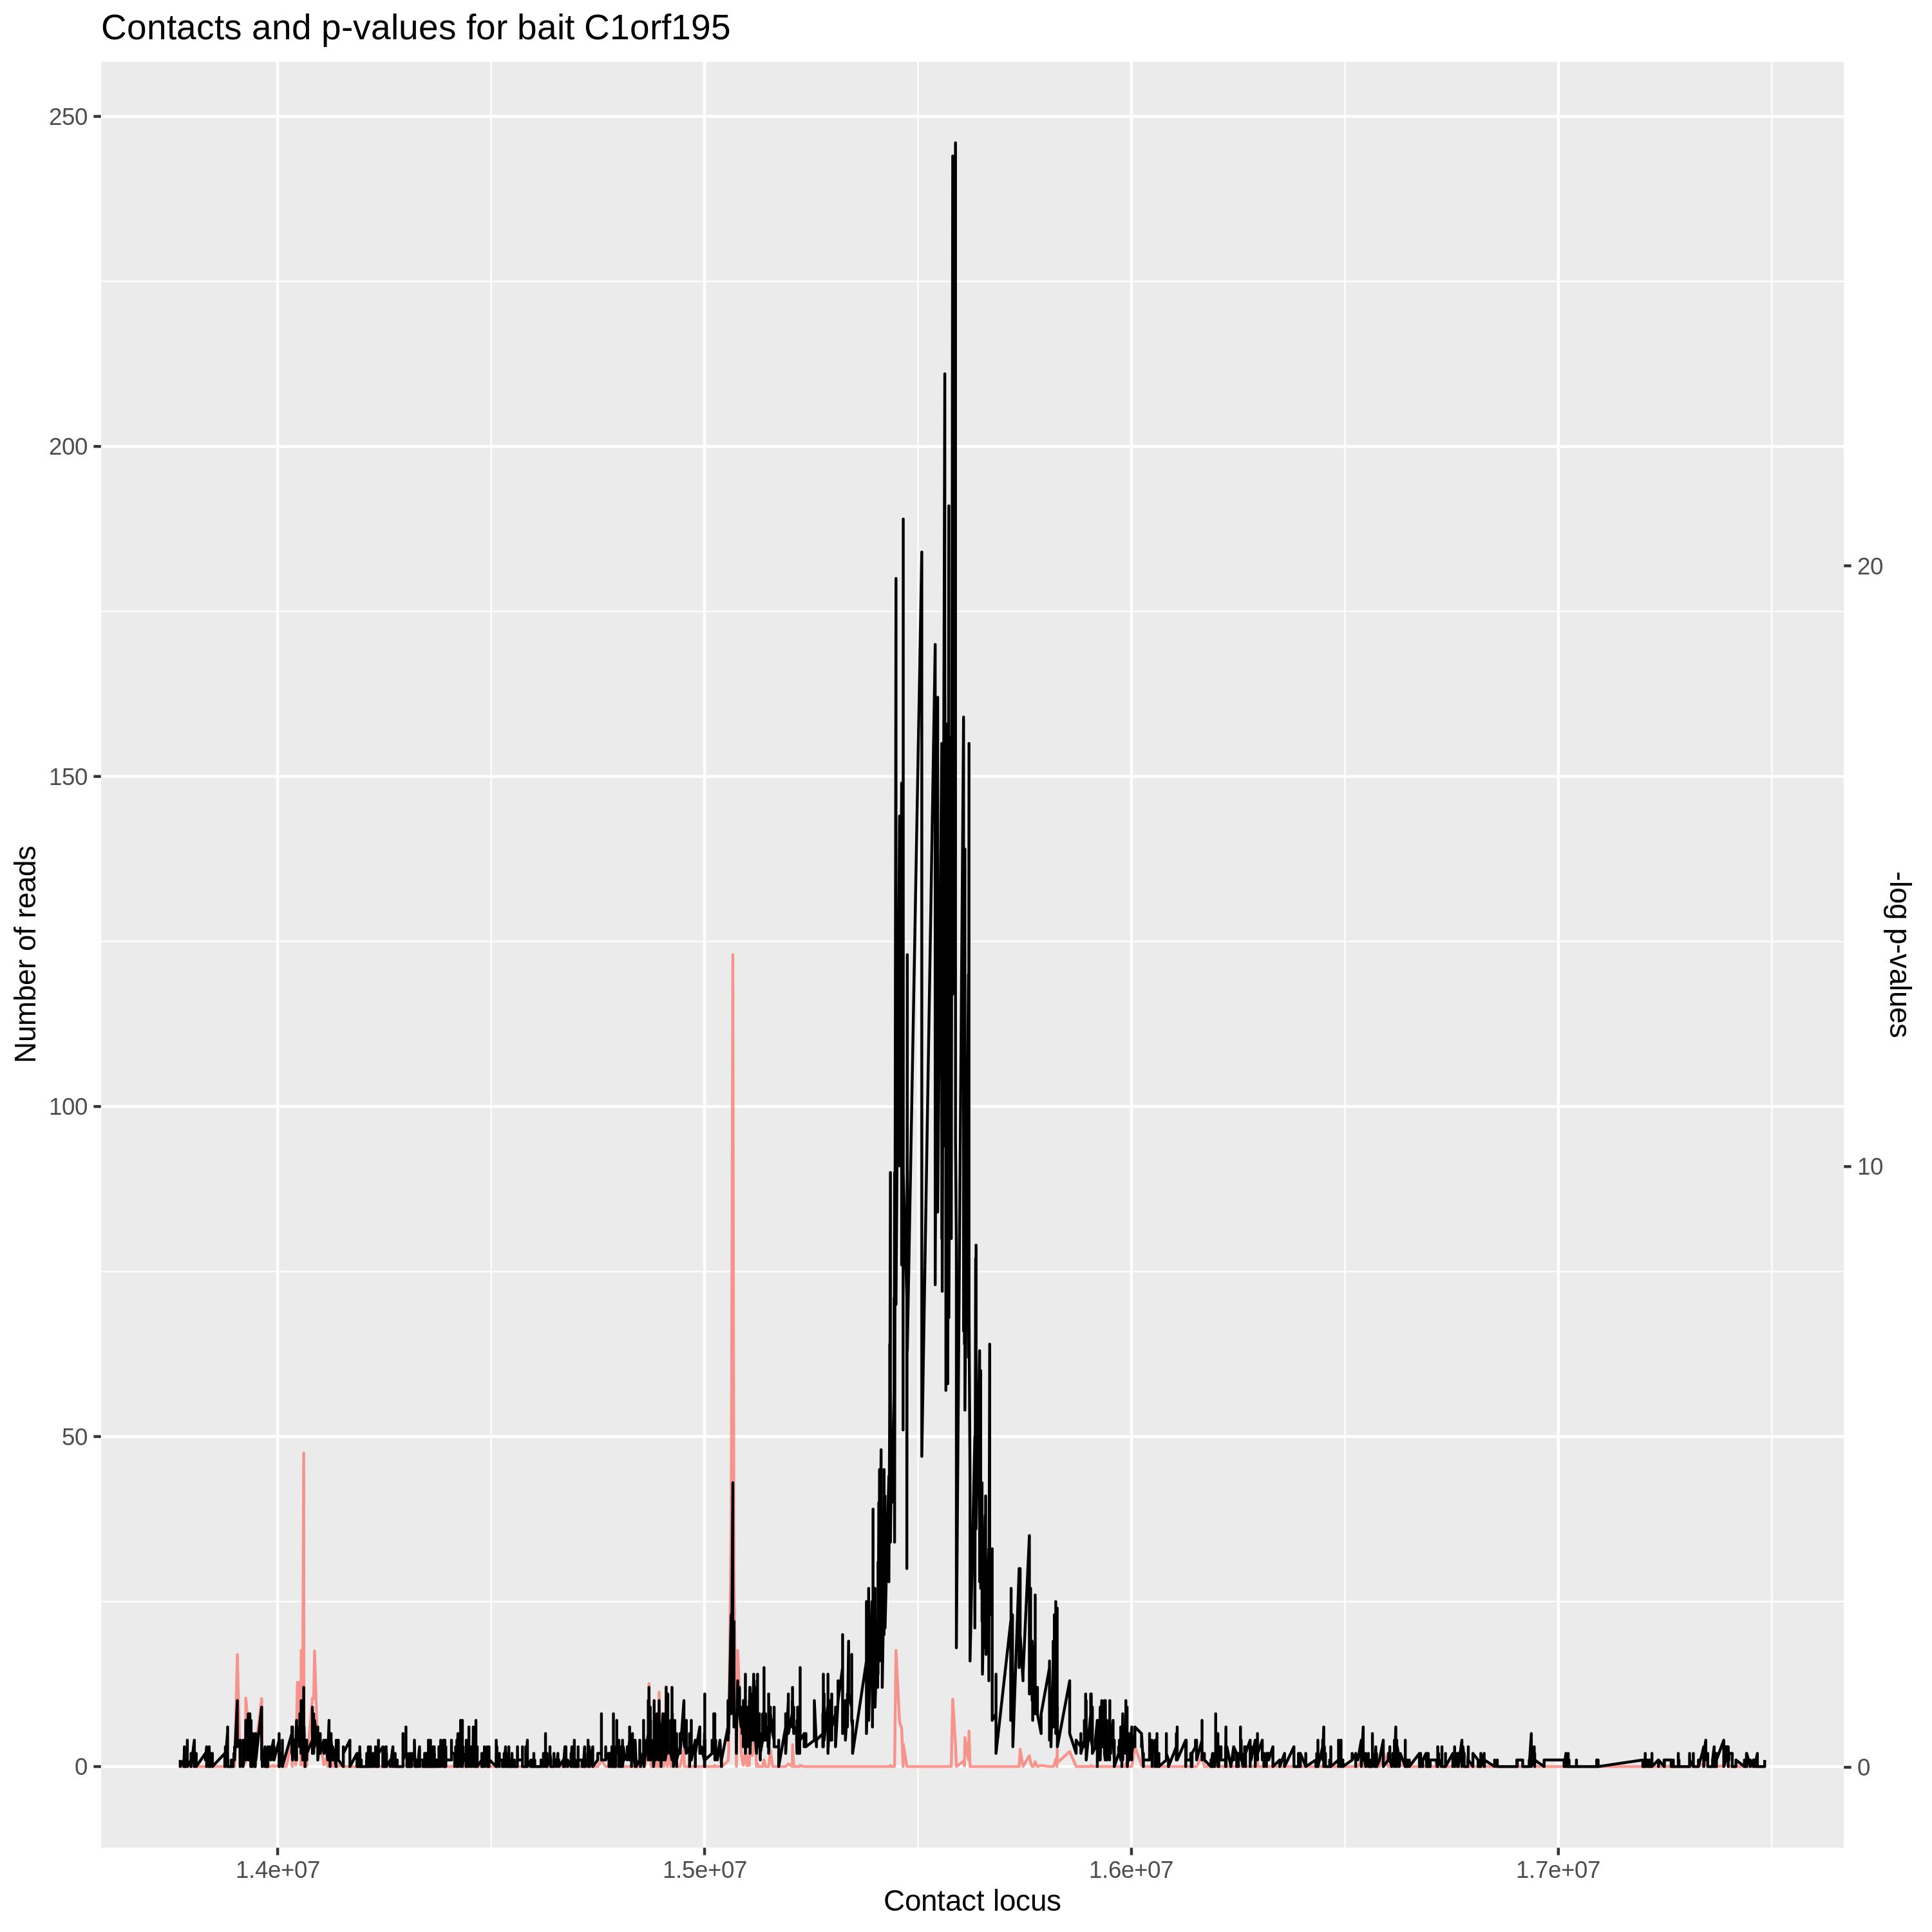 Contacts and p-values for bait C1orf195
250
200
150
100
50
0
Number of reads
20
10
0
-log p-values
1.4e+07
1.5e+07
1.6e+07
1.7e+07
Contact locus